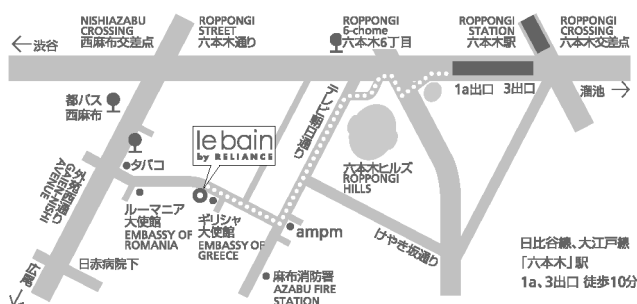 NISHIAZABU
CROSSING
西麻布交差点
ROPPONGI
STREET
六本木通り
ROPPONGI
6-chome
六本木6丁目
ROPPONGI
STATION
六本木駅
ROPPONGI
CROSSING
六本木交差点
渋谷
1a出口
3出口
溜池
都バス
西麻布
テレビ朝日通り
le bain
by RELIANCE
タバコ
六本木ヒルズ
ROPPONGI
HILLS
外苑西通り
GAIEN-NISHI
AVENUE
ルーマニア
大使館
EMBASSY OF
ROMANIA
ギリシャ
大使館
EMBASSY OF
GREECE
ampm
けやき坂通り
日赤病院下
麻布消防署
AZABU FIRE
STATION
広尾
日比谷線、大江戸線
「六本木」駅
1a、3出口 徒歩10分